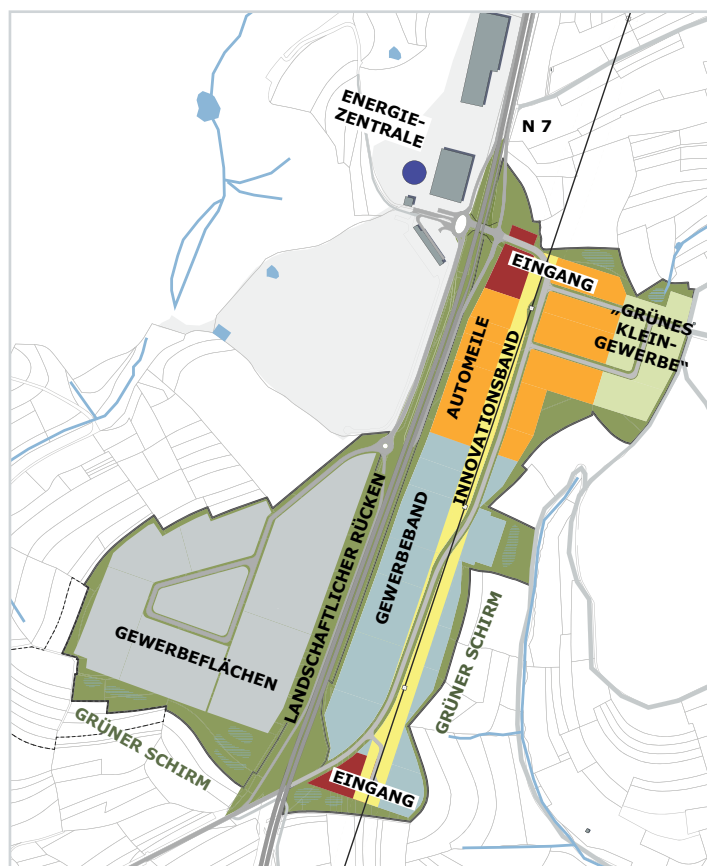 ENERGIE-
ZENTRALE
N 7
EINGANG
„GRÜNES
KLEIN-
GEWERBE“
AUTOMEILE
INNOVATIONSBAND
LANDSCHAFTLICHER RÜCKEN
GEWERBEBAND
GEWERBEFLÄCHEN
GRÜNER SCHIRM
GRÜNER SCHIRM
EINGANG